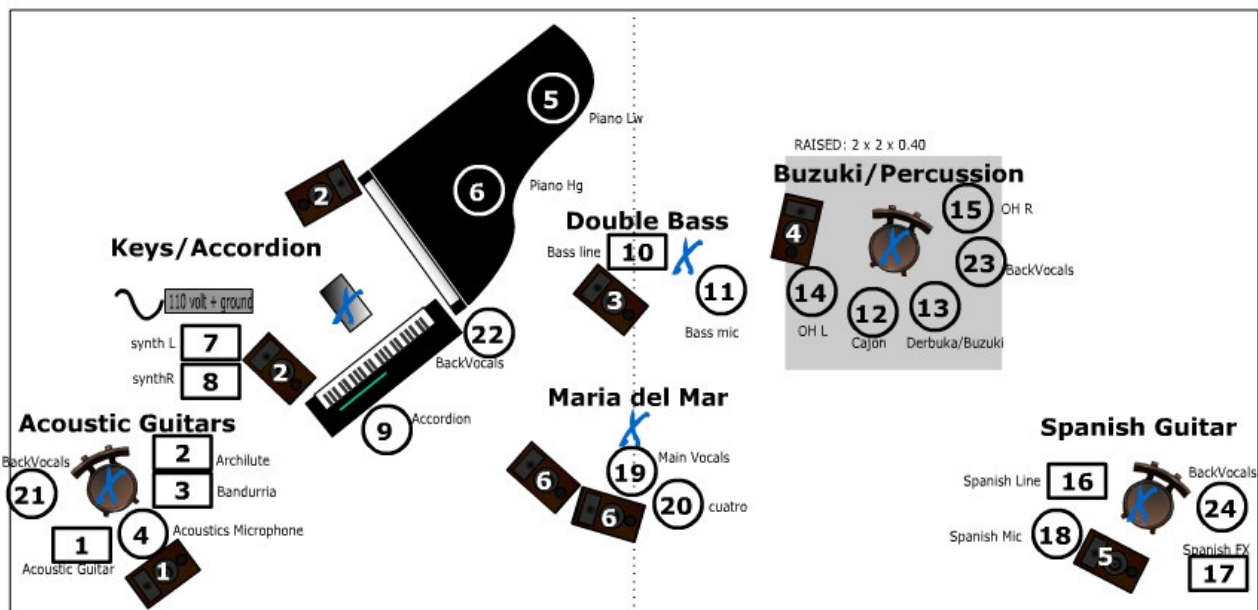 5
Piano Lw
RAISED: 2 x 2 x 0.40
Buzuki/Percussion
2
6
Piano Hg
15
OH R
Double Bass
4
Keys/Accordion
Bass line
10
23
BackVocals
110 volt + ground
3
11
14
12
13
OH L
Bass mic
Cajón
Derbuka/Buzuki
synth L
7
22
BackVocals
synthR
8
2
9
Accordion
Maria del Mar
Acoustic Guitars
Spanish Guitar
BackVocals
2
Archilute
19
Main Vocals
BackVocals
21
3
Bandurria
6
6
20
cuatro
Spanish Line
16
24
4
Acoustics Microphone
Spanish Mic
18
1
Acoustic Guitar
1
5
Spanish FX
17